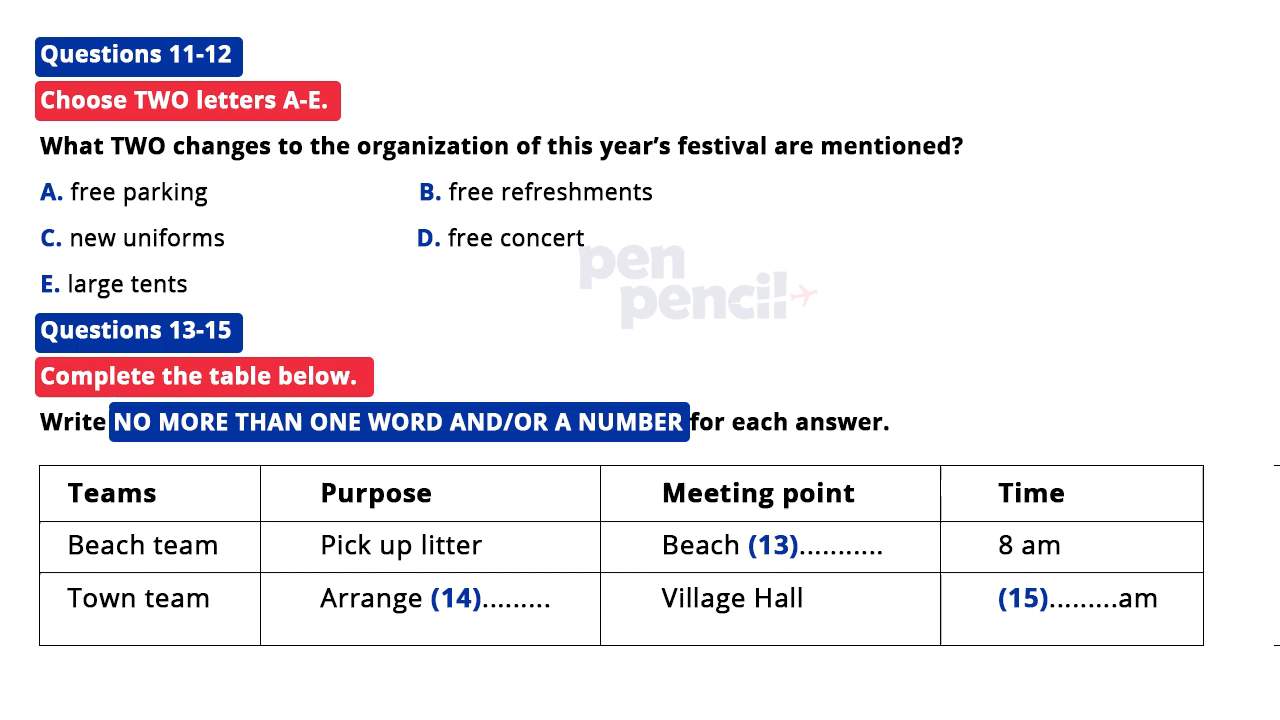 Questions 11-12
Choose TWO letters A-E.
What TWO changes to the organization of this year's festival are mentioned?
A. free parking B. free refreshments
C. new uniforms D. free concert
E. large tents
pen
pencil
Questions 13-15
Complete the table below.
Write NO MORE THAN ONE WORD AND/OR A NUMBER for each answer.
Teams Purpose Meeting point Time
Beach team Pick up litter Beach (13)........... 8 am
Town team Arrange (14)......... Village Hall (15).........am